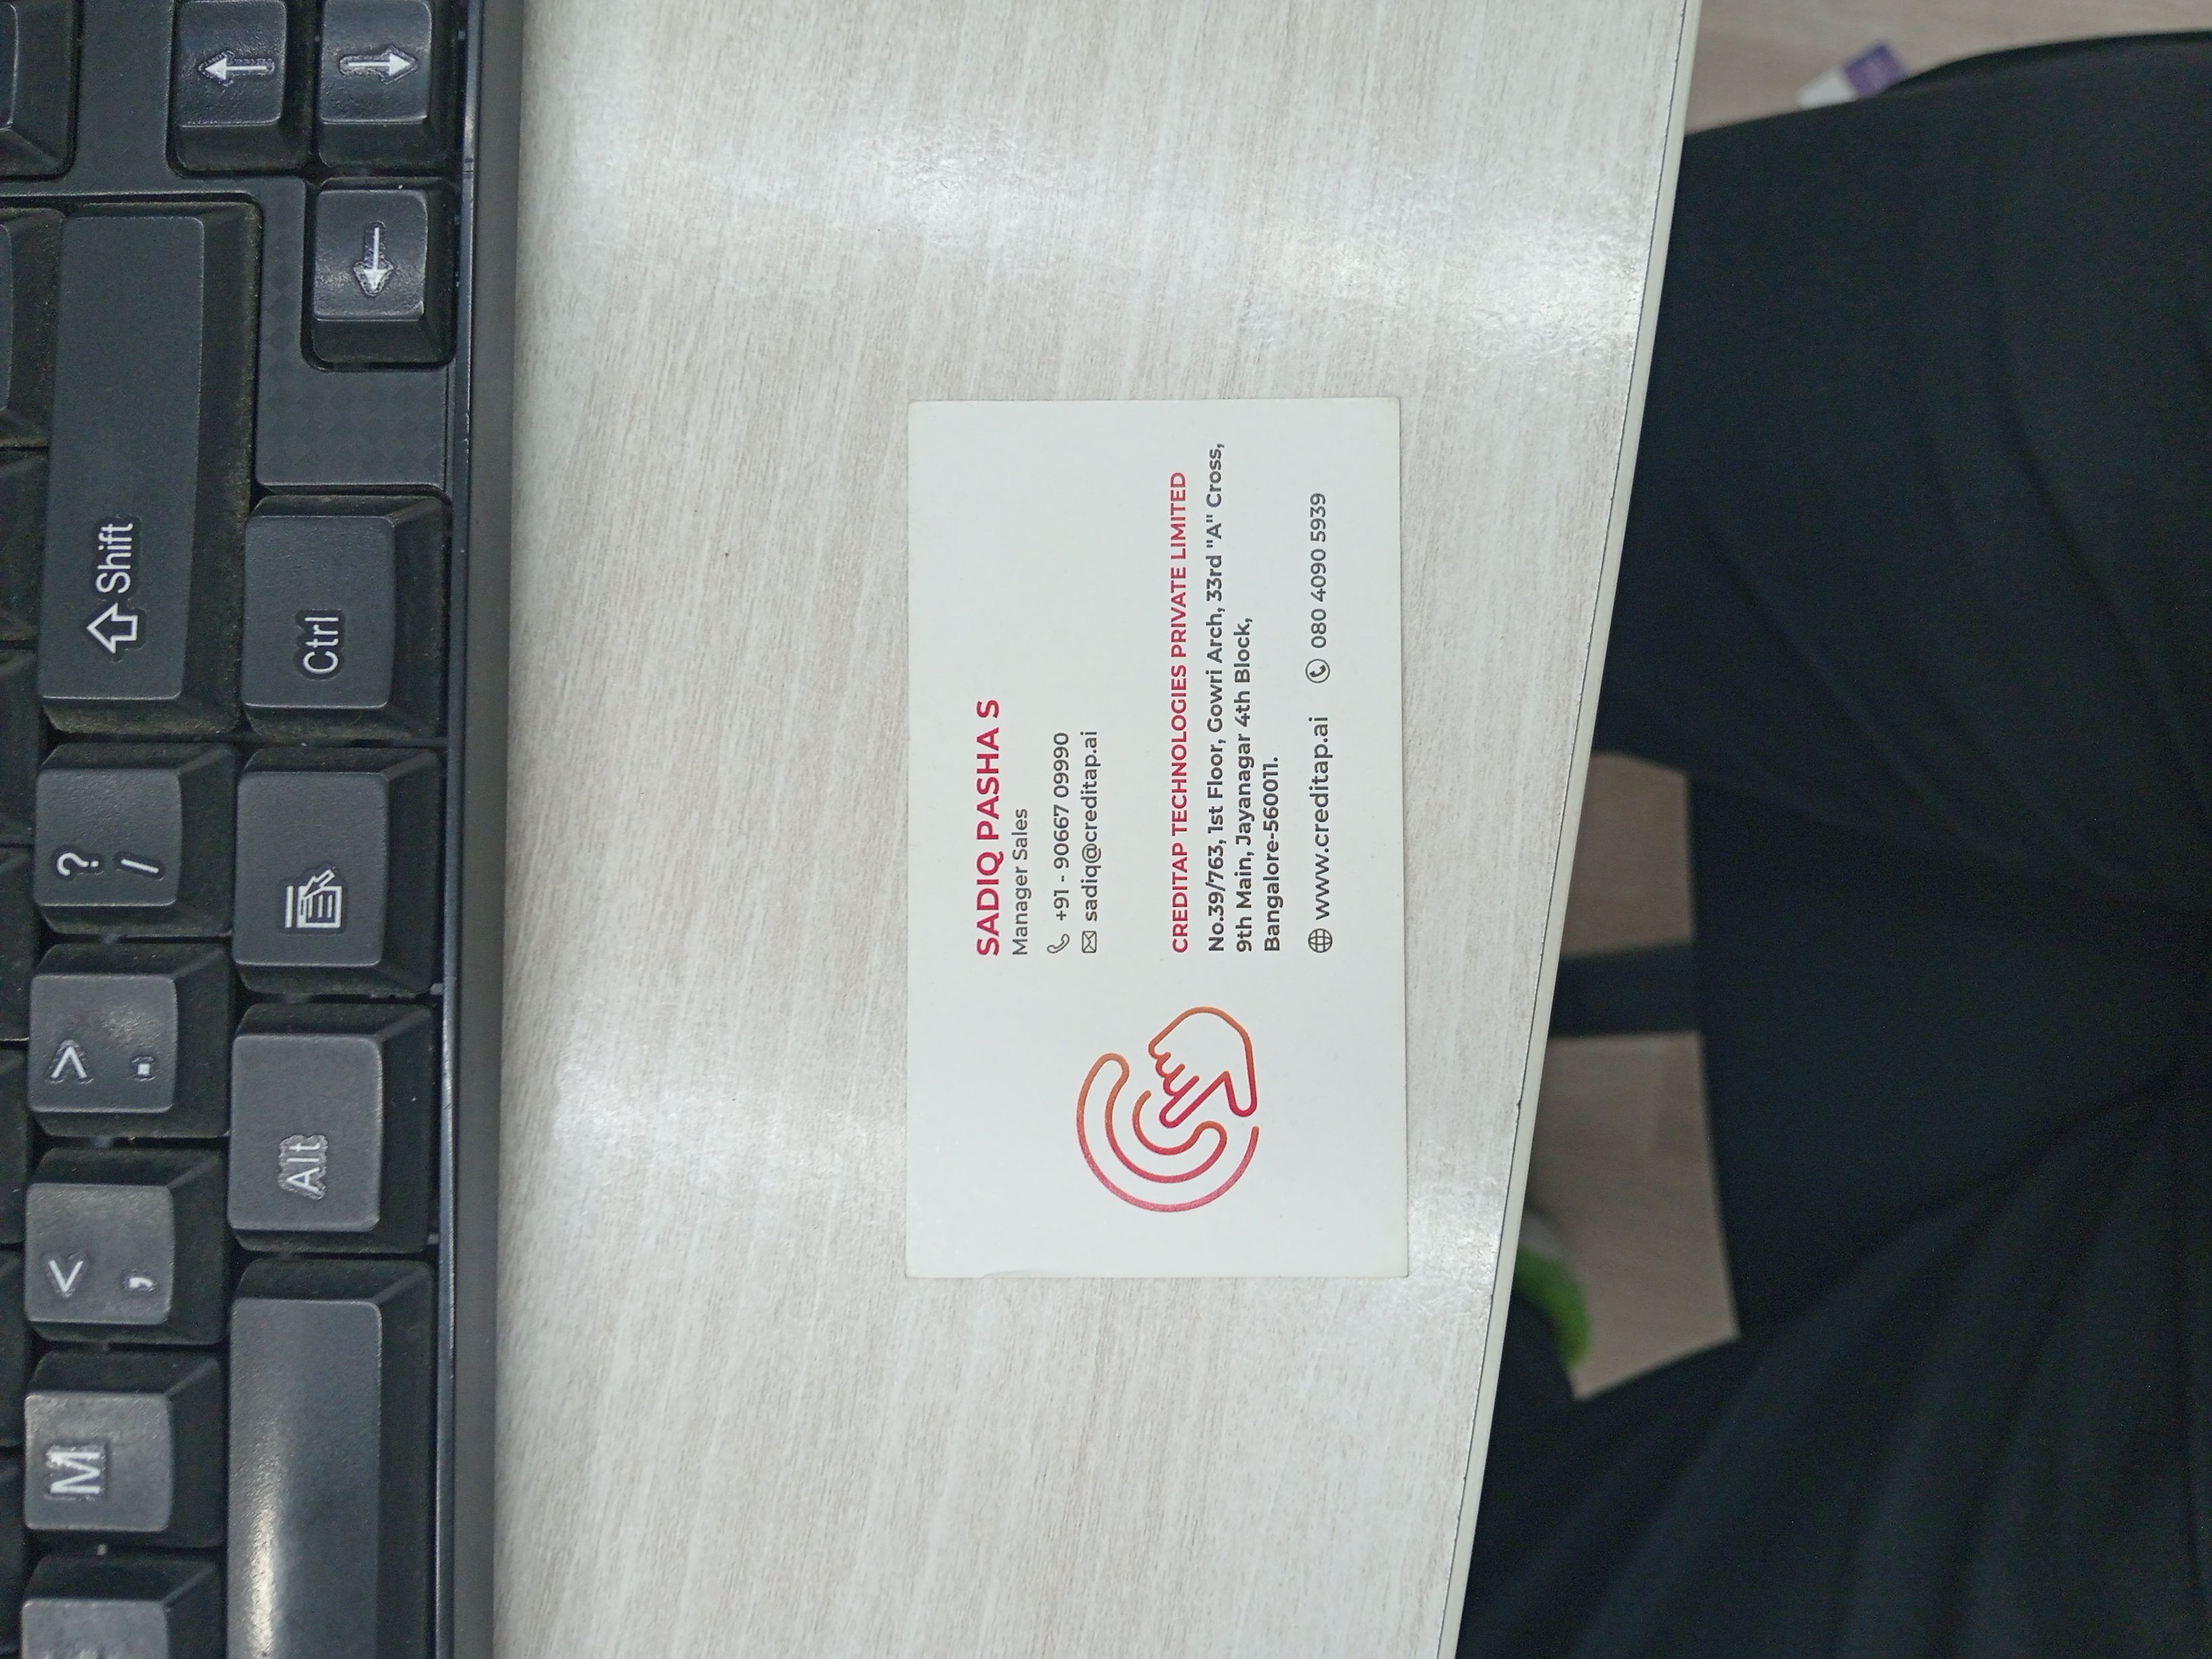 SADIQ PASHA S
Manager Sales
+91 - 90667 09990
sadiq@creditap.ai
CREDITAP TECHNOLOGIES PRIVATE LIMITED
No.39/763, 1st Floor, Gowri Arch, 33rd "A" Cross,
9th Main, Jayanagar 4th Block,
Bangalore-560011.
www.creditap.ai 080 4090 5939
Shift
Ctrl
?
/
>
.
Alt
<
,
M